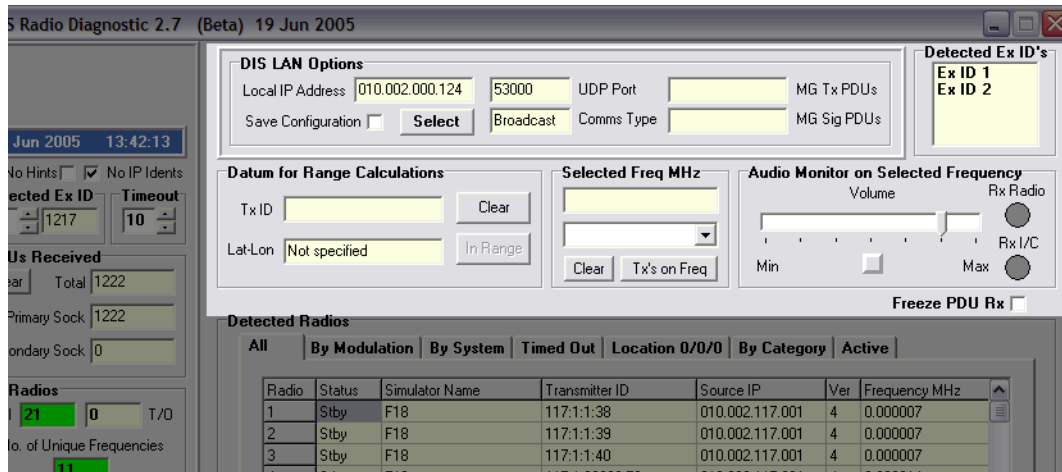 S Radio Diagnostic 2.7 (Beta) 19 Jun 2005
DIS LAN Options
Local IP Address 010.002.000.124 53000 UDP Port MG Tx PDUs
Save Configuration Select Broadcast Comms Type MG Sig PDUs
Detected Ex ID's
Ex ID 1
Ex ID 2
Jun 2005 13:42:13
No Hints No IP Idents
ected Ex ID Timeout
1217 10
Us Received
ear Total 1222
Primary Sock 1222
ondary Sock 0
Radios
21 0 T/O
lo. of Unique Frequencies
11
Datum for Range Calculations
Tx ID Clear
Lat-Lon Not specified In Range
Selected Freq MHz
Clear Tx's on Freq
Audio Monitor on Selected Frequency
Volume Rx Radio
Rx I/C
Min Max
Freeze PDU Rx
Detected Radios
All By Modulation By System Timed Out Location 0/0/0 By Category Active
Radio Status Simulator Name Transmitter ID Source IP Ver Frequency MHz
1 Stby F18 117:1:1:38 010.002.117.001 4 0.000007
2 Stby F18 117:1:1:39 010.002.117.001 4 0.000007
3 Stby F18 117:1:1:40 010.002.117.001 4 0.000007